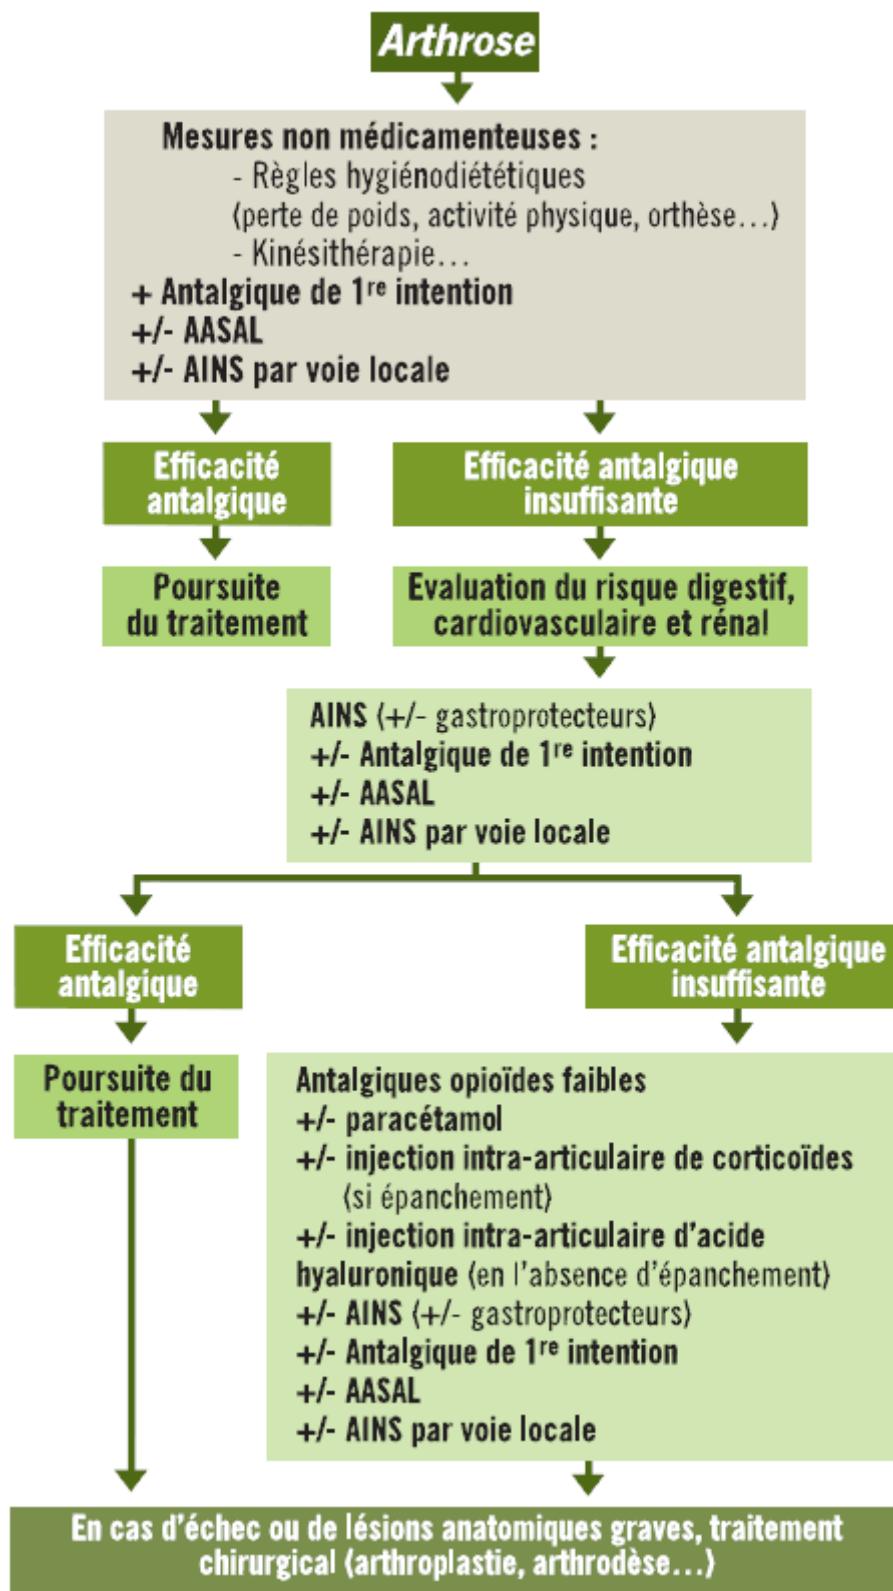 Arthrose
Mesures non médicamenteuses :
- Règles hygiénodiététiques
(perte de poids, activité physique, orthèse…)
- Kinésithérapie…
+ Antalgique de 1re intention
+/- AASAL
+/- AINS par voie locale
Efficacité
antalgique
Efficacité antalgique
insuffisante
Poursuite
du traitement
Evaluation du risque digestif,
cardiovasculaire et rénal
AINS (+/- gastroprotecteurs)
+/- Antalgique de 1re intention
+/- AASAL
+/- AINS par voie locale
Efficacité
antalgique
Efficacité antalgique
insuffisante
Poursuite du
traitement
Antalgiques opioïdes faibles
+/- paracétamol
+/- injection intra-articulaire de corticoïdes
(si épanchement)
+/- injection intra-articulaire d'acide
hyaluronique (en l'absence d'épanchement)
+/- AINS (+/- gastroprotecteurs)
+/- Antalgique de 1re intention
+/- AASAL
+/- AINS par voie locale
En cas d'échec ou de lésions anatomiques graves, traitement
chirurgical (arthroplastie, arthrodèse…)